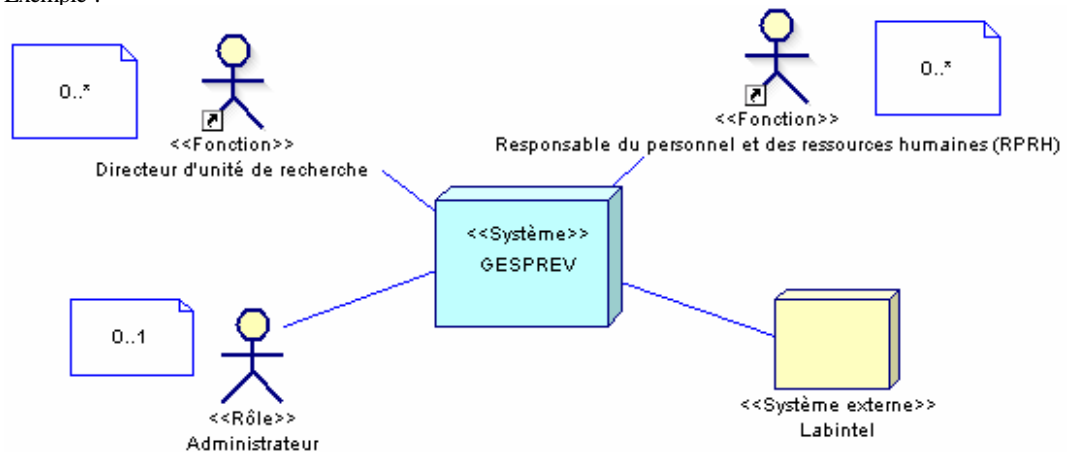 Exemple :
0..*
<<Fonction>>
Directeur d'unité de recherche
0..*
<<Fonction>>
Responsable du personnel et des ressources humaines (RPRH)
<<Système>>
GESPREV
0..1
<<Rôle>>
Administrateur
<<Système externe>>
Labintel